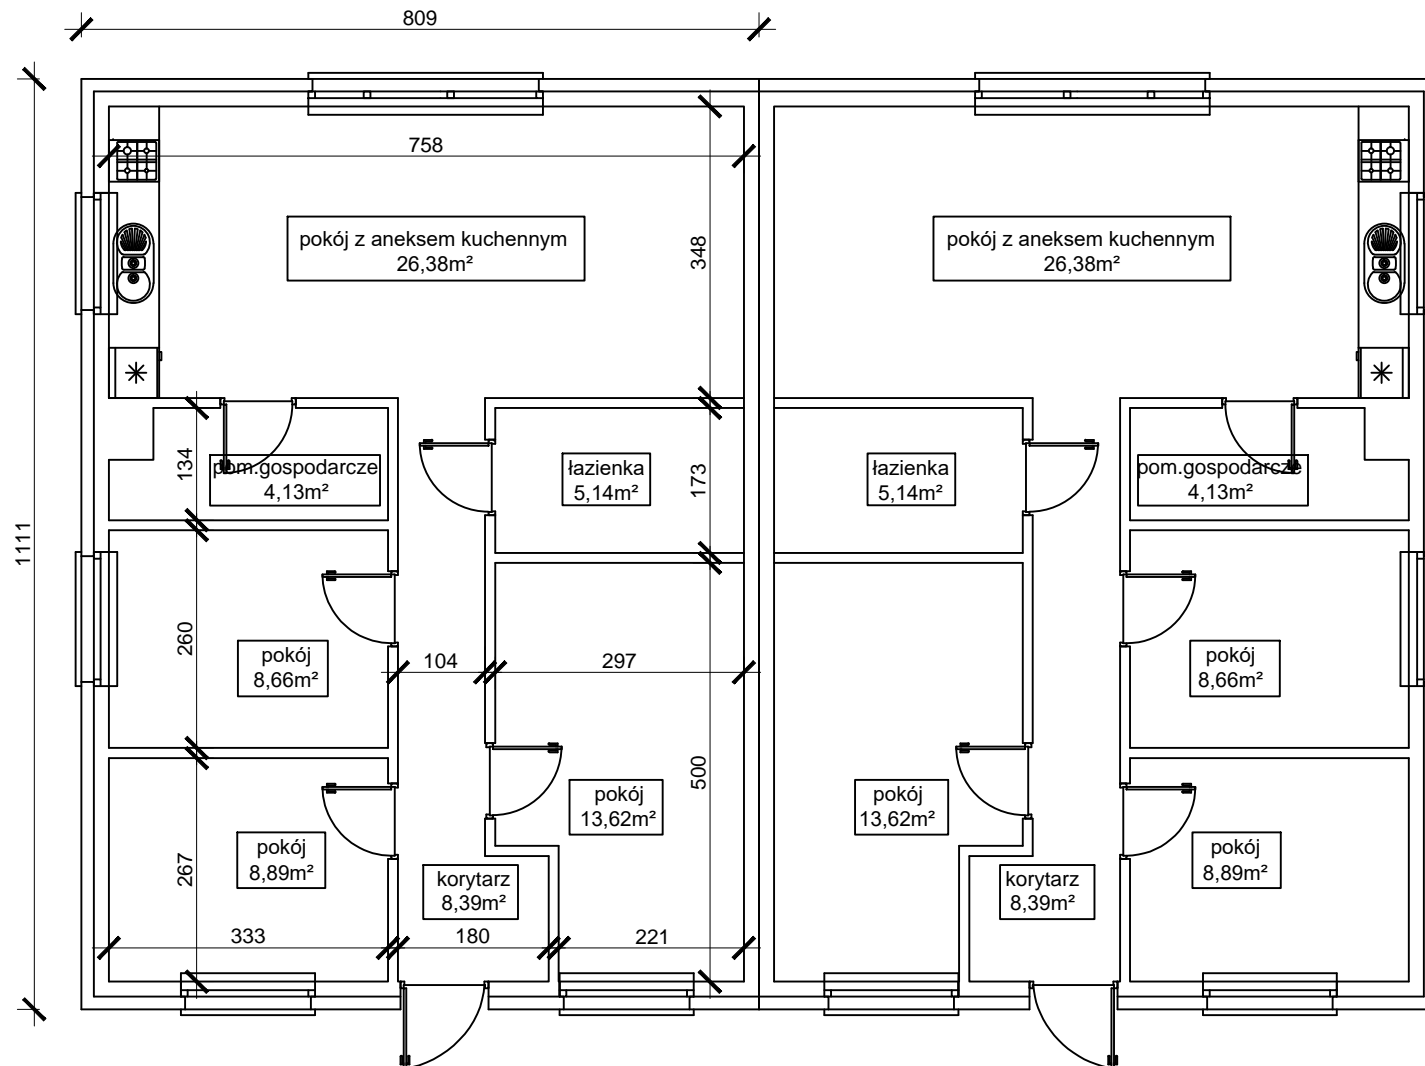 809
758
pokój z aneksem kuchennym
26,38m²
348
pokój z aneksem kuchennym
26,38m²
134
pom.gospodarcze
4,13m²
łazienka
5,14m²
173
łazienka
5,14m²
pom.gospodarcze
4,13m²
1111
260
pokój
8,66m²
104
297
pokój
8,66m²
500
pokój
13,62m²
pokój
13,62m²
267
pokój
8,89m²
korytarz
8,39m²
korytarz
8,39m²
pokój
8,89m²
333
180
221